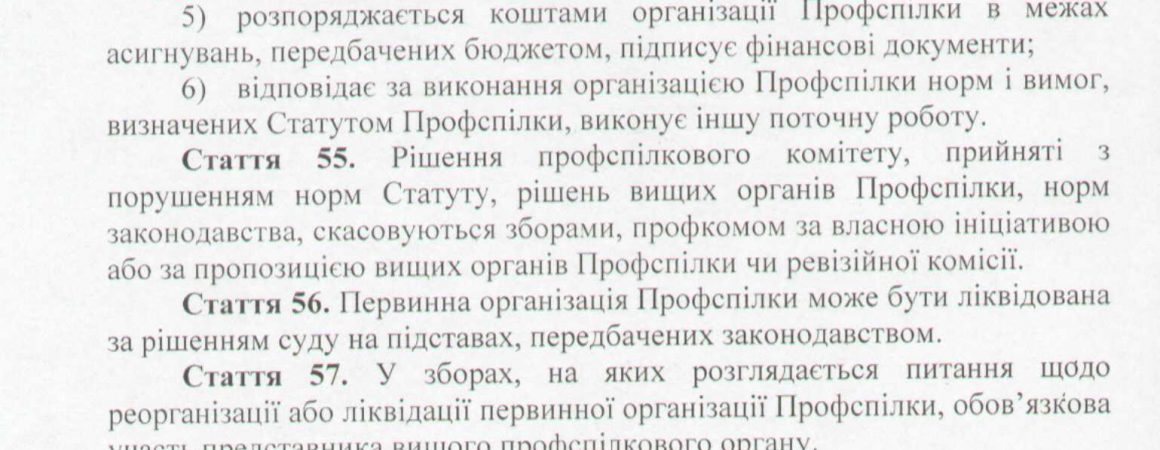 5) розпоряджається коштами організації Профспілки в межах
асигнувань, передбачених бюджетом, підписує фінансові документи;
6) відповідає за виконання організацією Профспілки норм і вимог,
визначених Статутом Профспілки, виконує іншу поточну роботу.
Стаття 55. Рішення профспілкового комітету, прийняті з
порушенням норм Статуту, рішень вищих органів Профспілки, норм
законодавства, скасовуються зборами, профкомом за власною ініціативою
або за пропозицією вищих органів Профспілки чи ревізійної комісії.
Стаття 56. Первинна організація Профспілки може бути ліквідована
за рішенням суду на підставах, передбачених законодавством.
Стаття 57. У зборах, на яких розглядається питання щодо
реорганізації або ліквідації первинної організації Профспілки, обов’язкова
участь представника вищого профспілкового органу.